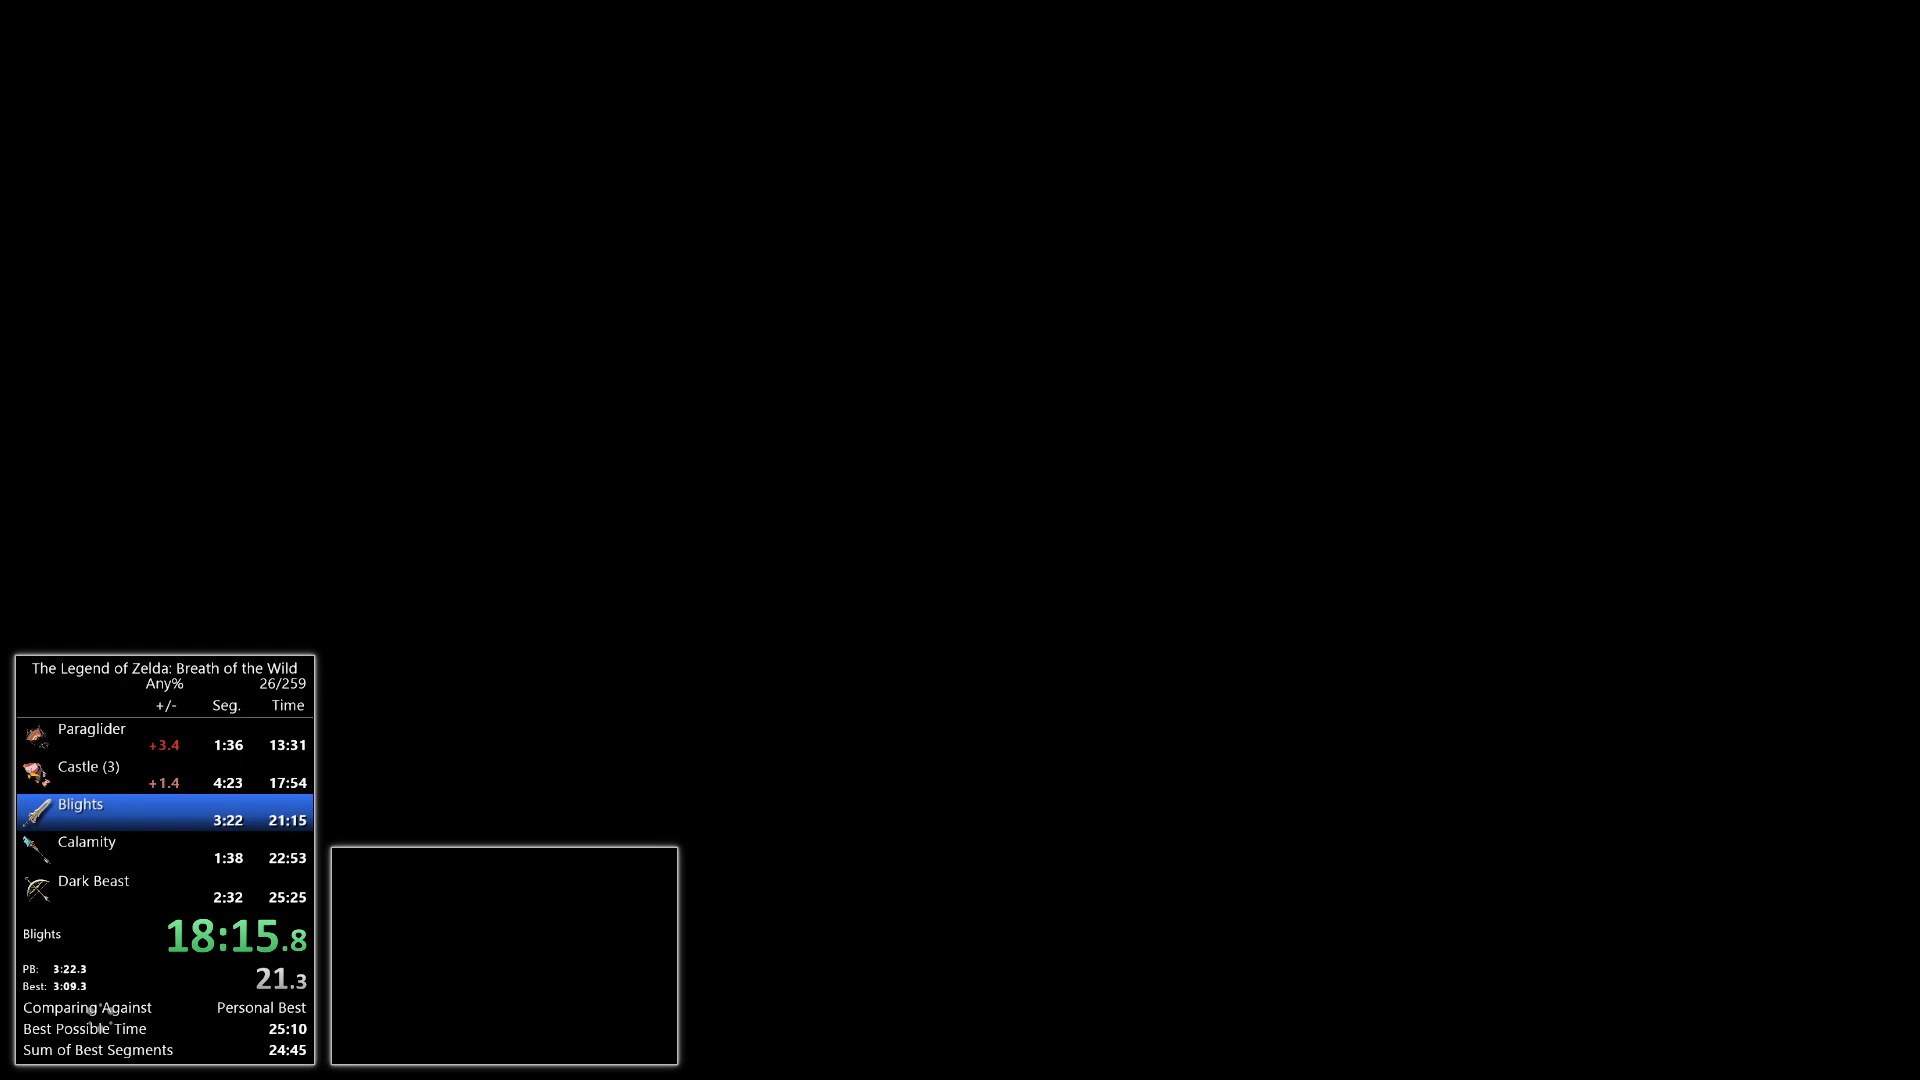 The Legend of Zelda: Breath of the Wild
Any% 26/259
+/- Seg. Time
Paraglider
+3.4 1:36 13:31
Castle (3)
+1.4 4:23 17:54
Blights
3:22 21:15
Calamity
1:38 22:53
Dark Beast
2:32 25:25
Blights 18:15.8
PB: 3:22.3
21.3
Best: 3:09.3
Comparing Against Personal Best
Best Possible Time 25:10
Sum of Best Segments 24:45